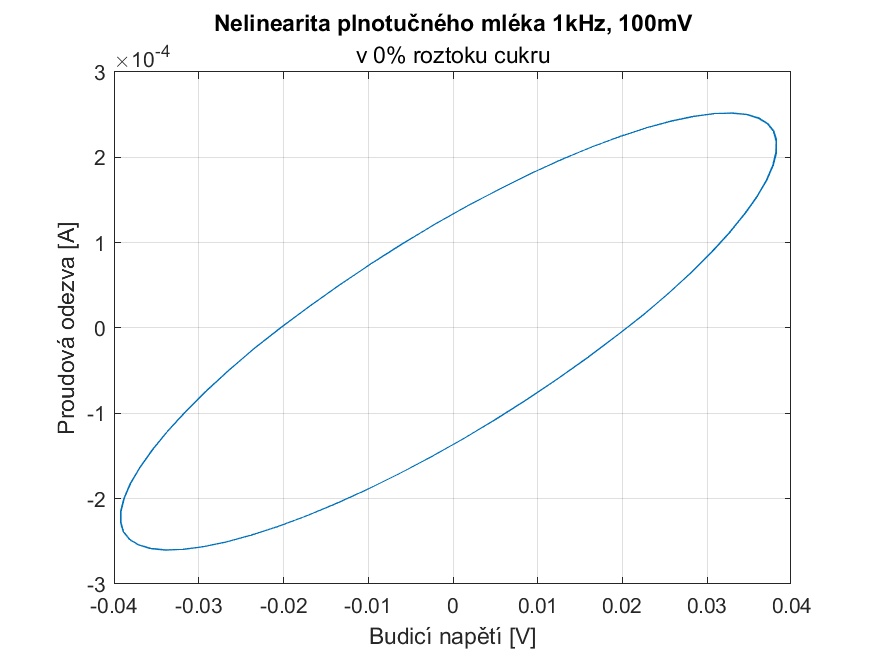 Nelinearita plnotučného mléka 1kHz, 100mV
v 0% roztoku cukru
×10⁻⁴
3
2
1
0
-1
-2
-3
Proudová odezva [A]
-0.04 -0.03 -0.02 -0.01 0 0.01 0.02 0.03 0.04
Budicí napětí [V]